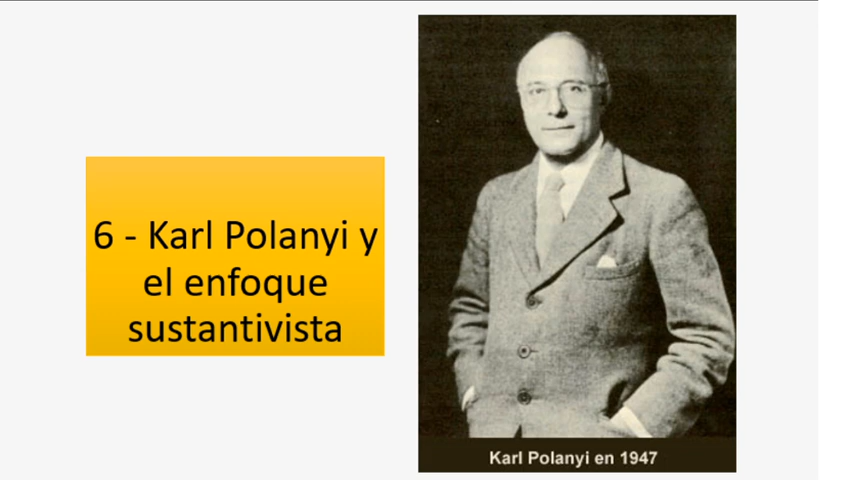 6 - Karl Polanyi y
el enfoque
sustantivista
Karl Polanyi en 1947